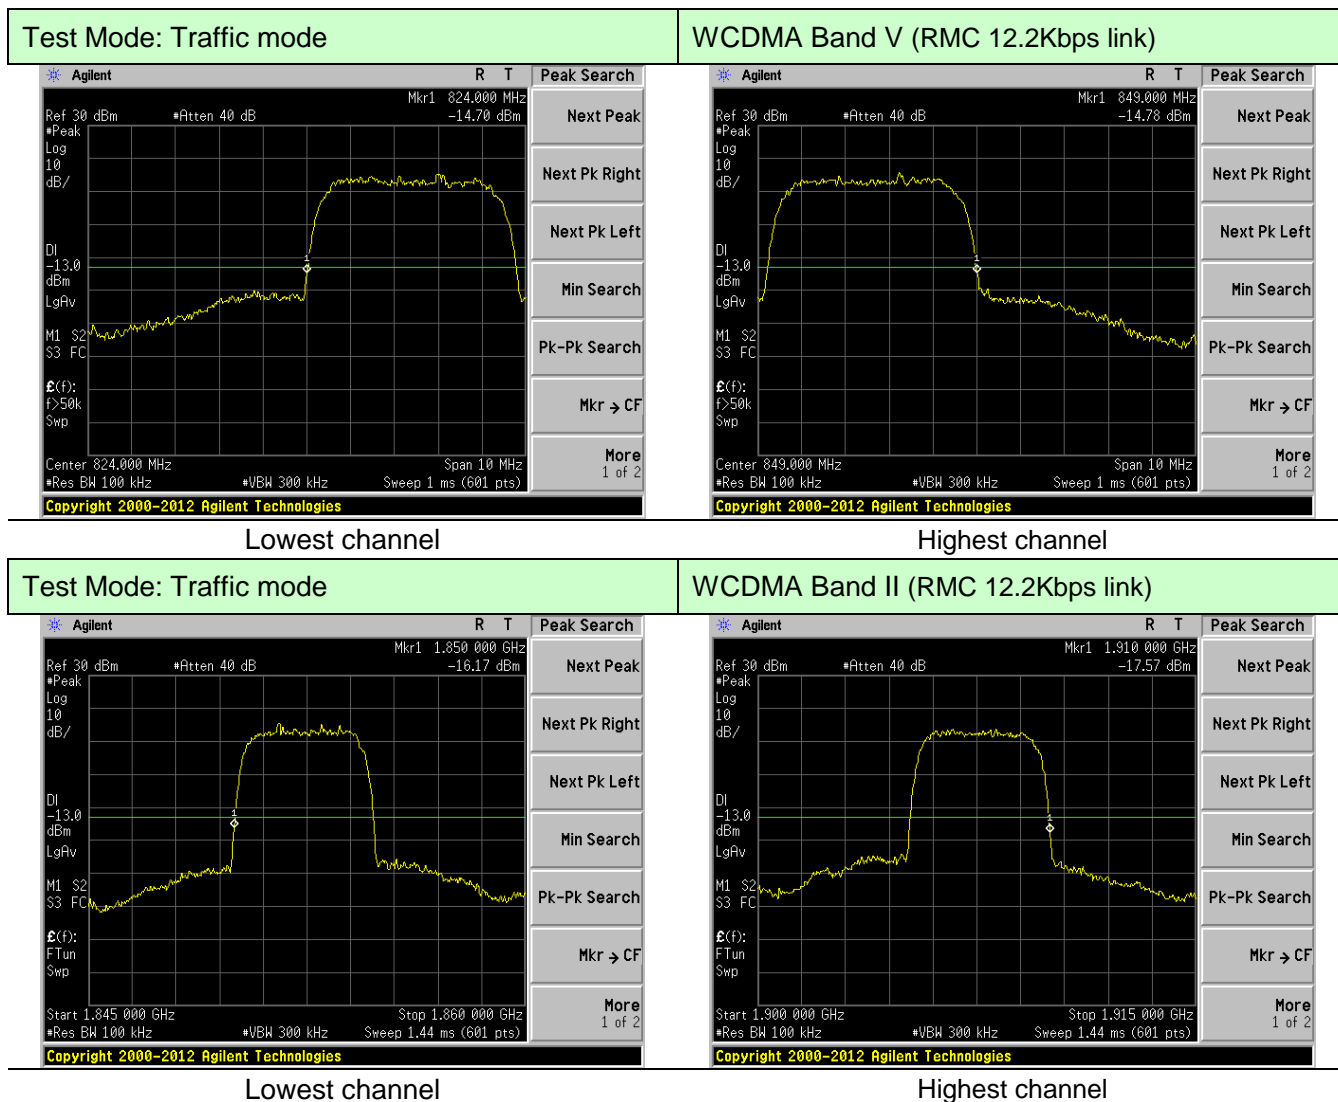 Test Mode: Traffic mode
WCDMA Band V (RMC 12.2Kbps link)
Agilent R T Peak Search
Mkr1 824.000 MHz
Ref 30 dBm #Atten 40 dB -14.70 dBm
#Peak
Log
10
dB/
DI
-13.0
dBm
LgAv
M1 S2
S3 FC
£(f):
f>50k
Swp
1
Center 824.000 MHz Span 10 MHz
#Res BW 100 kHz #VBW 300 kHz Sweep 1 ms (601 pts)
Copyright 2000-2012 Agilent Technologies
Next Peak
Next Pk Right
Next Pk Left
Min Search
Pk-Pk Search
Mkr → CF
More
1 of 2
Agilent R T Peak Search
Mkr1 849.000 MHz
Ref 30 dBm #Atten 40 dB -14.78 dBm
#Peak
Log
10
dB/
DI
-13.0
dBm
LgAv
M1 S2
S3 FC
£(f):
f>50k
Swp
1
Center 849.000 MHz Span 10 MHz
#Res BW 100 kHz #VBW 300 kHz Sweep 1 ms (601 pts)
Copyright 2000-2012 Agilent Technologies
Next Peak
Next Pk Right
Next Pk Left
Min Search
Pk-Pk Search
Mkr → CF
More
1 of 2
Lowest channel
Highest channel
Test Mode: Traffic mode
WCDMA Band II (RMC 12.2Kbps link)
Agilent R T Peak Search
Mkr1 1.850 000 GHz
Ref 30 dBm #Atten 40 dB -16.17 dBm
#Peak
Log
10
dB/
DI
-13.0
dBm
LgAv
M1 S2
S3 FC
£(f):
FTun
Swp
1
Start 1.845 000 GHz Stop 1.860 000 GHz
#Res BW 100 kHz #VBW 300 kHz Sweep 1.44 ms (601 pts)
Copyright 2000-2012 Agilent Technologies
Next Peak
Next Pk Right
Next Pk Left
Min Search
Pk-Pk Search
Mkr → CF
More
1 of 2
Agilent R T Peak Search
Mkr1 1.910 000 GHz
Ref 30 dBm #Atten 40 dB -17.57 dBm
#Peak
Log
10
dB/
DI
-13.0
dBm
LgAv
M1 S2
S3 FC
£(f):
FTun
Swp
1
Start 1.900 000 GHz Stop 1.915 000 GHz
#Res BW 100 kHz #VBW 300 kHz Sweep 1.44 ms (601 pts)
Copyright 2000-2012 Agilent Technologies
Next Peak
Next Pk Right
Next Pk Left
Min Search
Pk-Pk Search
Mkr → CF
More
1 of 2
Lowest channel
Highest channel